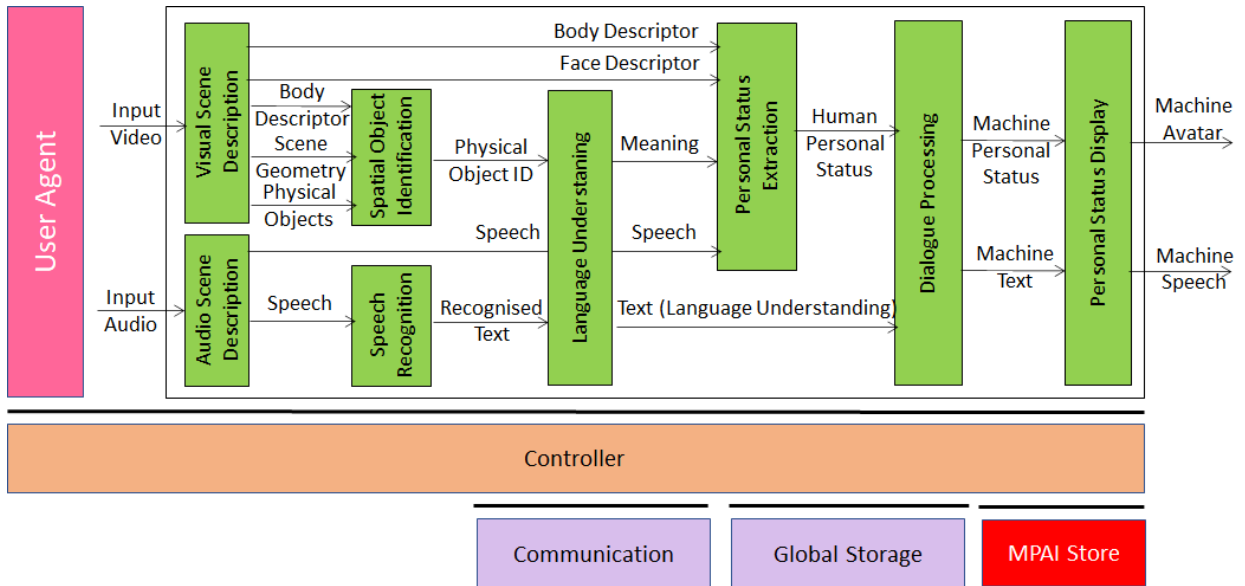 User Agent
Input
Video
Input
Audio
Visual Scene
Description
Audio Scene
Description
Body Descriptor
Face Descriptor
Body
Descriptor
Scene
Geometry
Physical
Objects
Speech
Speech
Spatial Object
Identification
Speech
Recognition
Physical
Object ID
Recognised
Text
Language Understaning
Meaning
Speech
Text (Language Understanding)
Personal Status
Extraction
Human
Personal
Status
Dialogue Processing
Machine
Personal
Status
Machine
Text
Personal Status Display
Machine
Avatar
Machine
Speech
Controller
Communication
Global Storage
MPAI Store